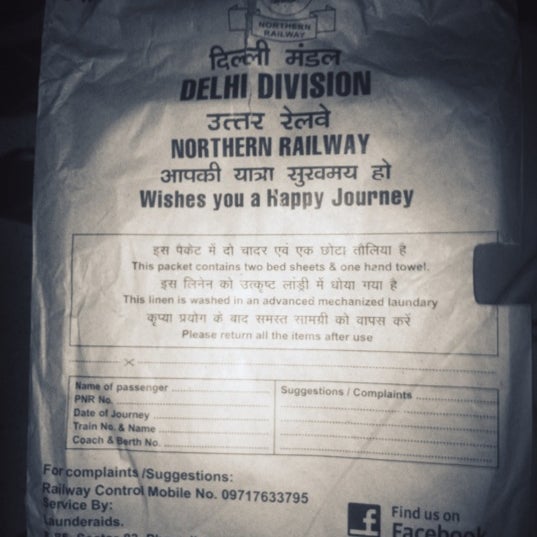 NORTHERN
RAILWAY
दिल्ली मंडल
DELHI DIVISION
उत्तर रेलवे
NORTHERN RAILWAY
आपकी यात्रा सुखमय हो
Wishes you a Happy Journey
इस पैकेट में दो चादर एवं एक छोटा तौलिया है
This packet contains two bed sheets & one hand towel.
इस लिनेन को उत्कृष्ट लांड्री में धोया गया है
This linen is washed in an advanced mechanized laundary
कृप्या प्रयोग के बाद समस्त सामग्री को वापस करें
Please return all the items after use
Name of passenger
PNR No.
Date of Journey
Train No. & Name
Coach & Berth No.
Suggestions / Complaints
For complaints /Suggestions:
Railway Control Mobile No. 09717633795
Service By:
Launderaids.
Find us on
Facebook